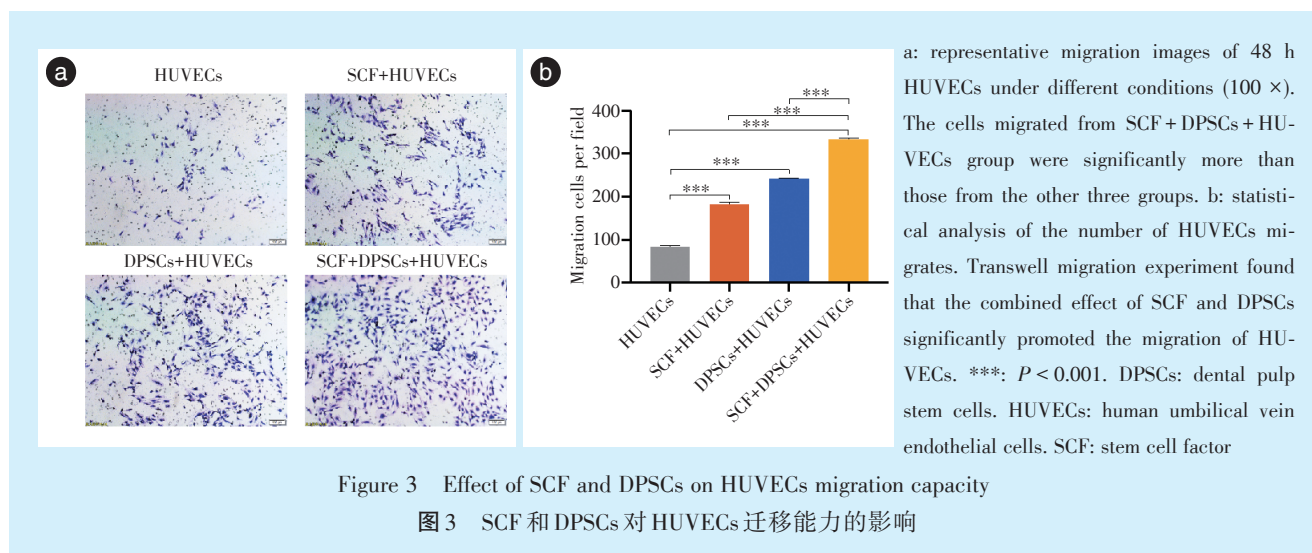 a
HUVECs
SCF+HUVECs
DPSCs+HUVECs
SCF+DPSCs+HUVECs
b
Migration cells per field
400
300
200
100
0
***
***
***
***
***
HUVECs
SCF+HUVECs
DPSCs+HUVECs
SCF+DPSCs+HUVECs
a: representative migration images of 48 h
HUVECs under different conditions (100 ×).
The cells migrated from SCF+DPSCs+HU-
VECs group were significantly more than
those from the other three groups. b: statisti-
cal analysis of the number of HUVECs mi-
grates. Transwell migration experiment found
that the combined effect of SCF and DPSCs
significantly promoted the migration of HU-
VECs. ***: P < 0.001. DPSCs: dental pulp
stem cells. HUVECs: human umbilical vein
endothelial cells. SCF: stem cell factor
Figure 3 Effect of SCF and DPSCs on HUVECs migration capacity
图3 SCF和DPSCs对HUVECs迁移能力的影响